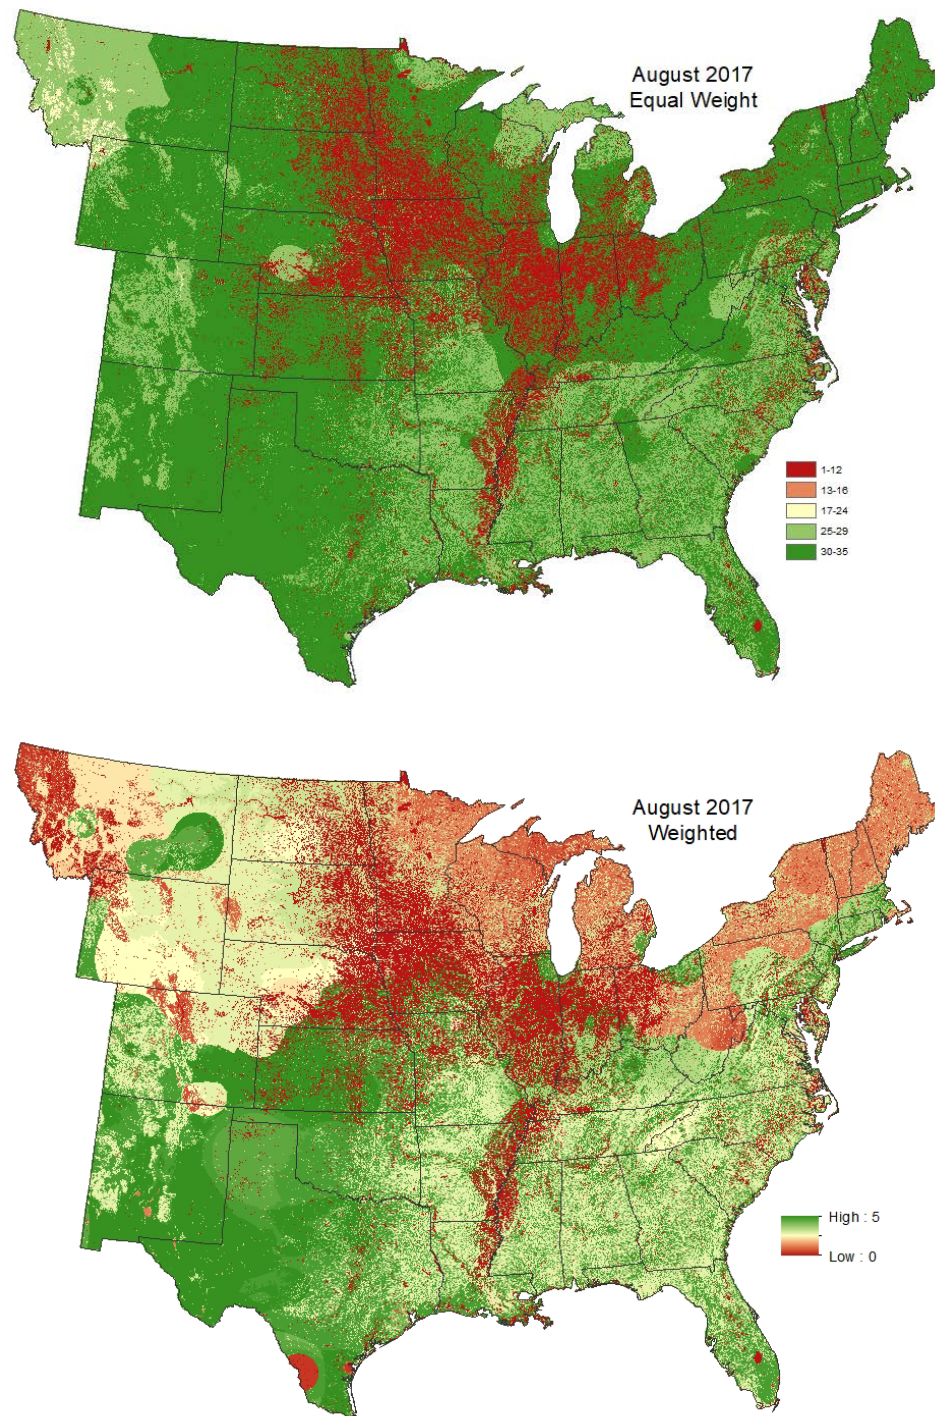 August 2017
Equal Weight
1-12
13-16
17-24
25-29
30-35
August 2017
Weighted
High : 5
Low : 0